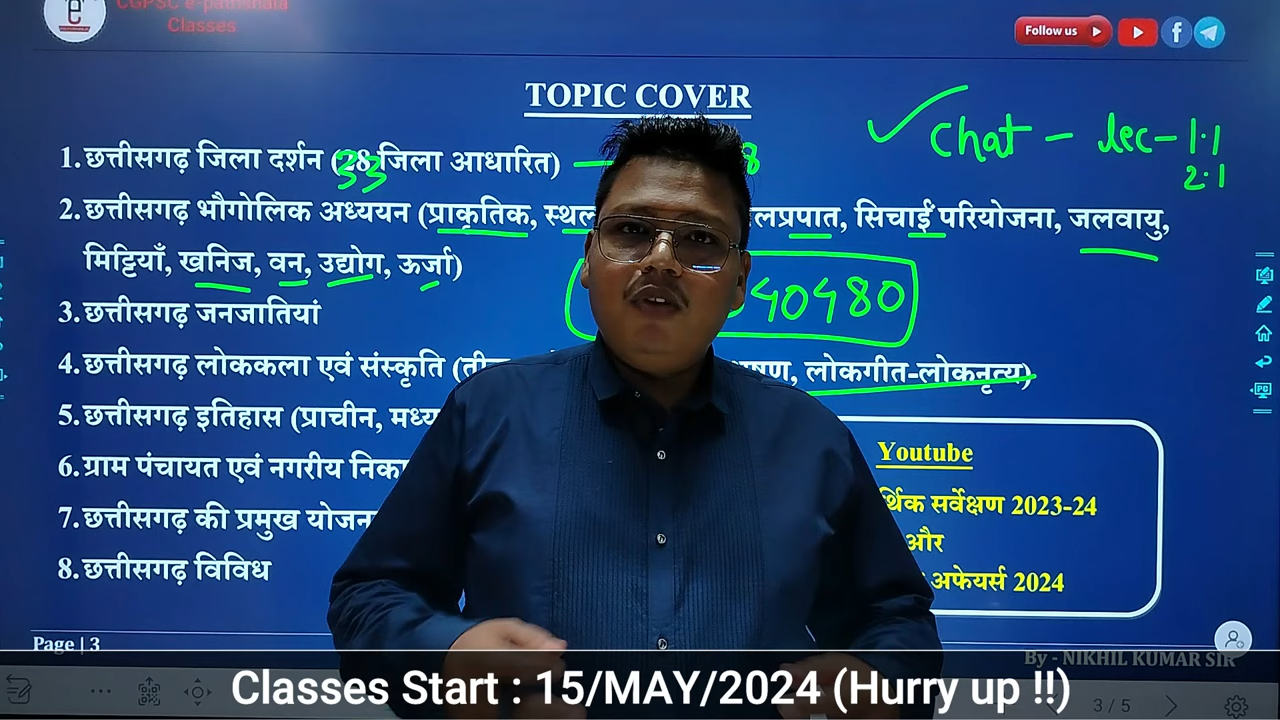 e
CGPSC e-pathshala
Classes
Follow us
TOPIC COVER
✓ Chat - lec-1.1
2.1
1. छत्तीसगढ़ जिला दर्शन (28 जिला आधारित) — 8
33
2. छत्तीसगढ़ भौगोलिक अध्ययन (प्राकृतिक, सिचाईं परियोजना, जलवायु,
मिट्टियाँ, खनिज, वन, उद्योग, ऊर्जा)
40480
3. छत्तीसगढ़ जनजातियां
4. छत्तीसगढ़ लोककला एवं संस्कृति लोकगीत-लोकनृत्य)
5. छत्तीसगढ़ इतिहास (प्राचीन,
6. ग्राम पंचायत एवं नगरीय
7. छत्तीसगढ़ की प्रमुख
8. छत्तीसगढ़ विविध
Youtube
सर्वेक्षण 2023-24
और
अफेयर्स 2024
Page | 3
By - NIKHIL KUMAR SIR
Classes Start : 15/MAY/2024 (Hurry up !!)
3 / 5